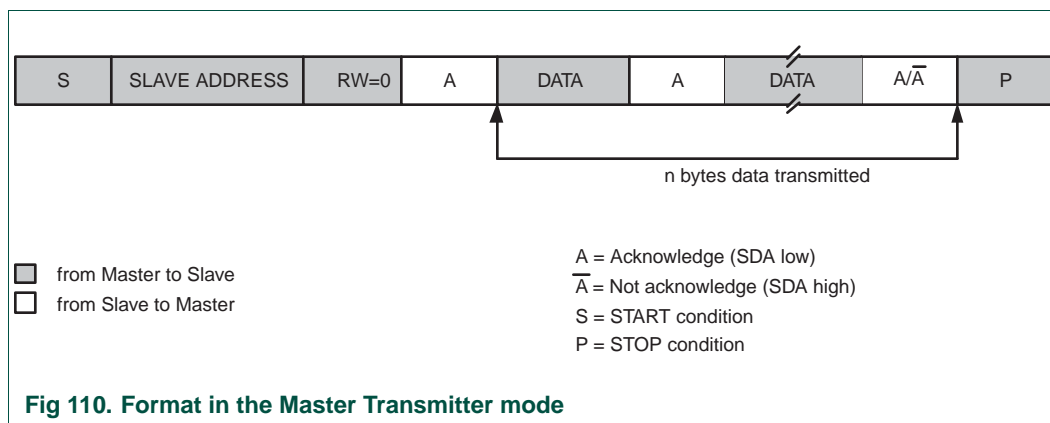 S SLAVE ADDRESS RW=0 A DATA A DATA A/A̅ P
n bytes data transmitted
from Master to Slave
from Slave to Master
A = Acknowledge (SDA low)
A̅ = Not acknowledge (SDA high)
S = START condition
P = STOP condition
Fig 110. Format in the Master Transmitter mode